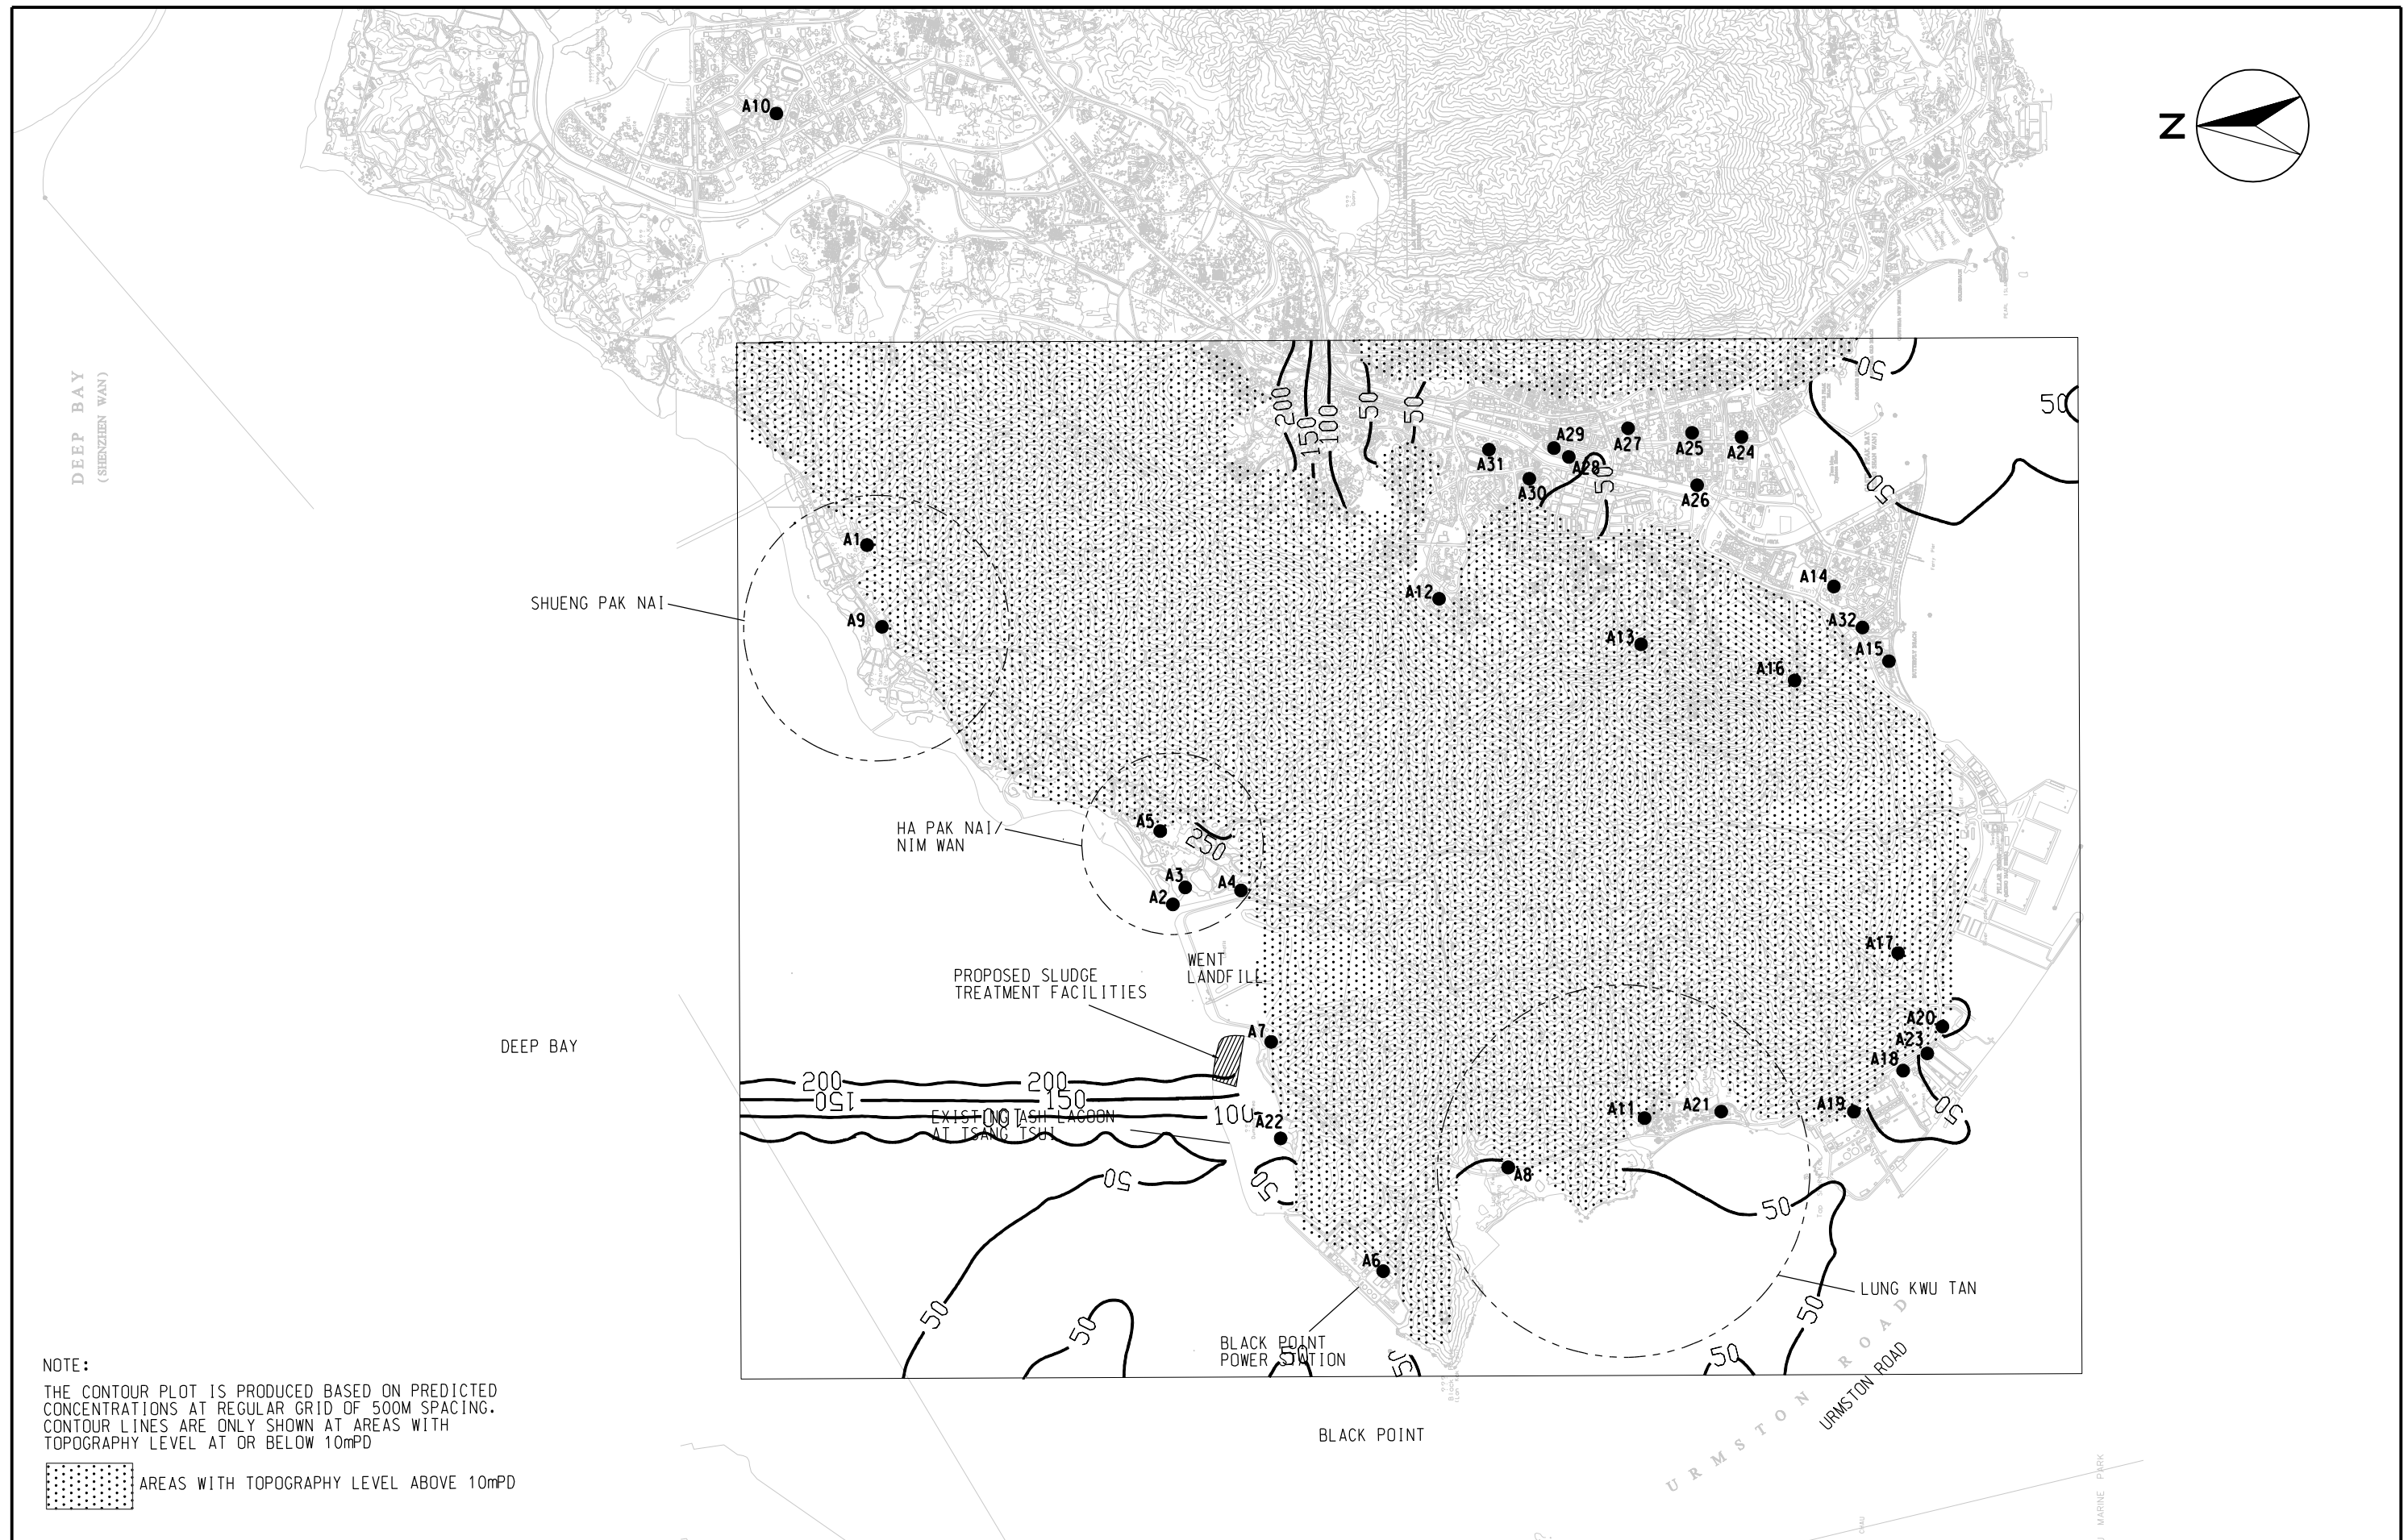 A10
N
DEEP BAY
(SHENZHEN WAN)
50
50
200
150
100
50
50
A29
A27
A25
A24
A31
A28
50
A30
A26
50
A1
SHUENG PAK NAI
A9
A12
A14
A32
A13
A15
A16
BUTTERFLY BEACH
HA PAK NAI/
NIM WAN
A5
250
A3
A4
A2
A17
WENT
LANDFILL
PROPOSED SLUDGE
TREATMENT FACILITIES
A7
A20
A23
A18
DEEP BAY
200
200
150
150
100
100
EXISTING ASH LAGOON
AT TSANG TSUI
A22
A11
A21
A19
50
50
50
A8
50
A6
LUNG KWU TAN
50
50
50
BLACK POINT
POWER STATION
50
50
50
URMSTON ROAD
URMSTON ROAD
BLACK POINT
MARINE PARK
NOTE:
THE CONTOUR PLOT IS PRODUCED BASED ON PREDICTED
CONCENTRATIONS AT REGULAR GRID OF 500M SPACING.
CONTOUR LINES ARE ONLY SHOWN AT AREAS WITH
TOPOGRAPHY LEVEL AT OR BELOW 10mPD
AREAS WITH TOPOGRAPHY LEVEL ABOVE 10mPD